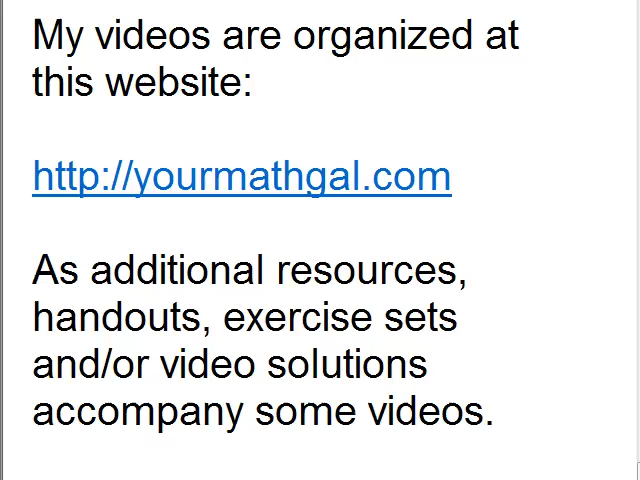 My videos are organized at
this website:
http://yourmathgal.com
As additional resources,
handouts, exercise sets
and/or video solutions
accompany some videos.